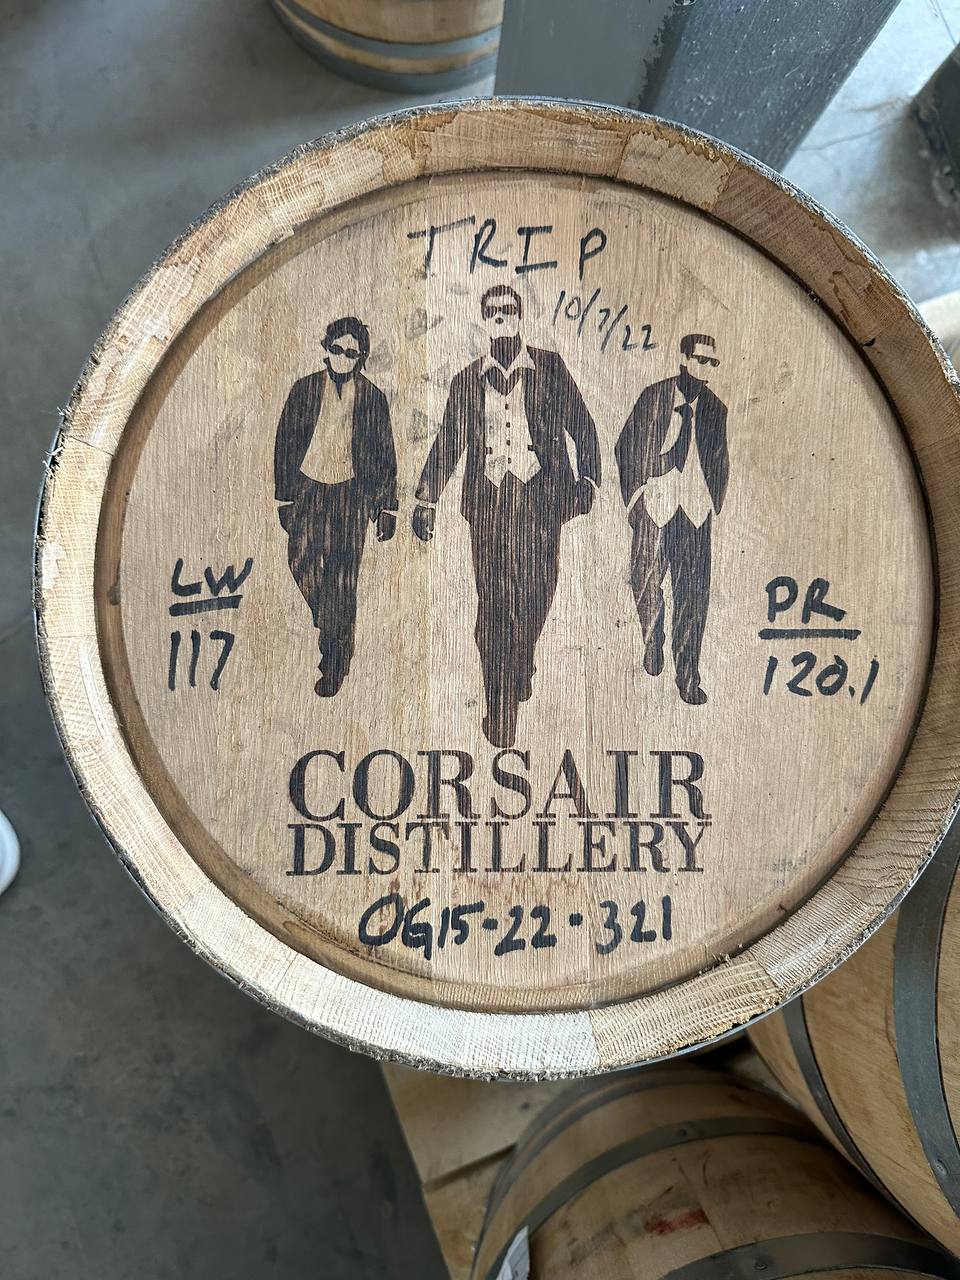 TRIP
10/7/22
LW
117
PR
120.1
CORSAIR
DISTILLERY
OG15-22-321